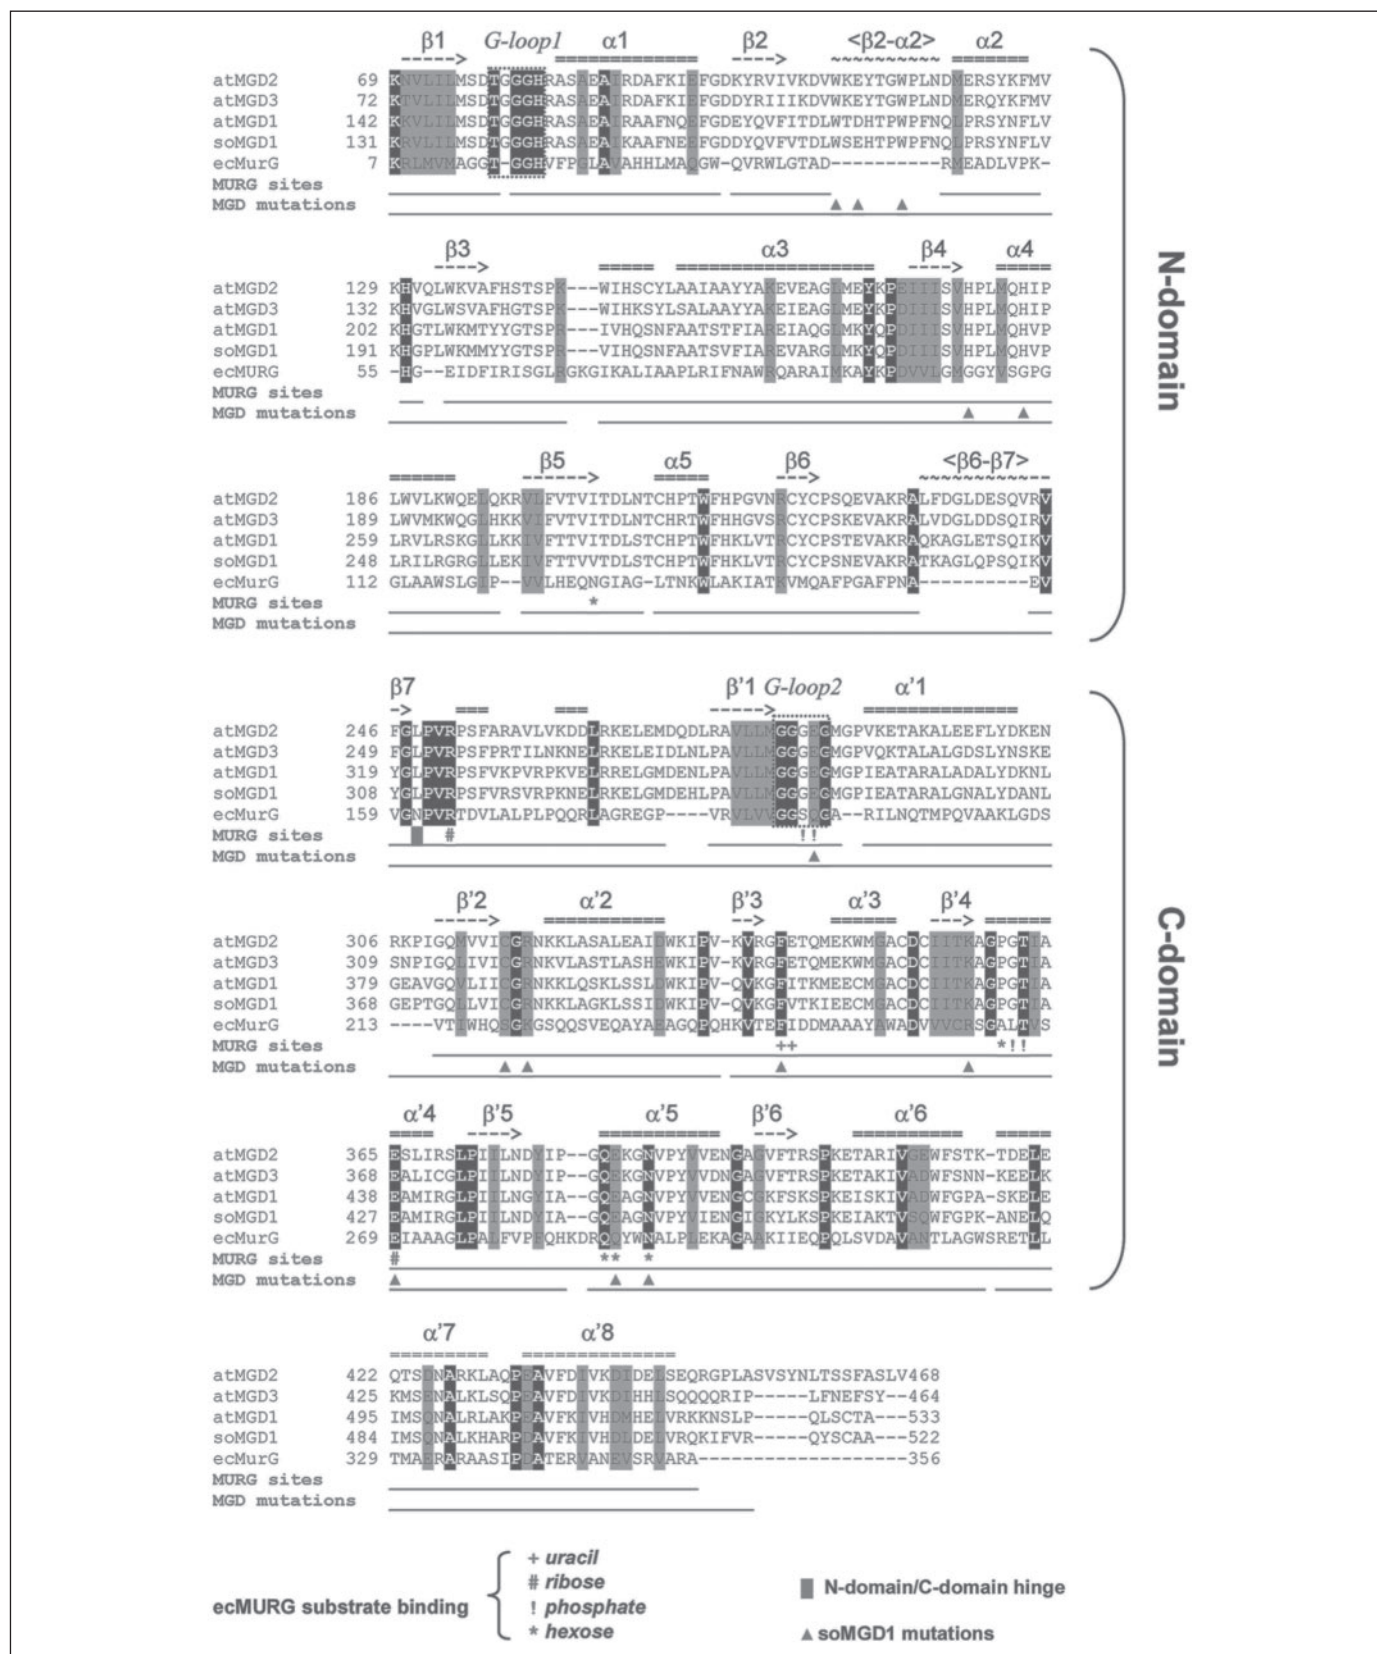 β1 G-loop1 α1 β2 <β2-α2> α2
atMGD2 69 KNVLILMSDTGGGHRASAEAIRDAFKIEFGDKYRVIVKDVWKEYTGWPLNDMERSYKFMV
atMGD3 72 KTVLILMSDTGGGHRASAEAIRDAFKIEFGDDYRIIIKDVWKEYTGWPLNDMERQYKFMV
atMGD1 142 KKVLILMSDTGGGHRASAEAIRAAFNQEFGDEYQVFITDLWTDHTPWPFNQLPRSYNFLV
soMGD1 131 KRVLILMSDTGGGHRASAEAIKAAFNEEFGDDYQVFVTDLWSEHTPWPFNQLPRSYNFLV
ecMurG 7 KRLMVMAGGT-GGHVFPGLAVAHHLMAQGW-QVRWLGTAD----------RMEADLVPK-
MURG sites
MGD mutations ▲ ▲ ▲
β3 α3 β4 α4
atMGD2 129 KHVQLWKVAFHSTSPK---WIHSCYLAAIAAYYAKEVEAGLMEYKPEIIISVHPLMQHIP
atMGD3 132 KHVGLWSVAFHGTSPK---WIHKSYLSALAAYYAKEIEAGLMEYKPDIIISVHPLMQHIP
atMGD1 202 KHGTLWKMTYYGTSPR---IVHQSNFAATSTFIAREIAQGLMKYQPDIIISVHPLMQHVP
soMGD1 191 KHGPLWKMMYYGTSPR---VIHQSNFAATSVFIAREVARGLMKYQPDIIISVHPLMQHVP
ecMURG 55 -HG--EIDFIRISGLRGKGIKALIAAPLRIFNAWRQARAIMKAYKPDVVLGMGGYVSGPG
MURG sites
MGD mutations ▲ ▲
β5 α5 β6 <β6-β7>
atMGD2 186 LWVLKWQELQKRVLFVTVITDLNTCHPTWFHPGVNRCYCPSQEVAKRALFDGLDESQVRV
atMGD3 189 LWVMKWQGLHKKVIFVTVITDLNTCHRTWFHHGVSRCYCPSKEVAKRALVDGLDDSQIRV
atMGD1 259 LRVLRSKGLLKKIVFTTVITDLSTCHPTWFHKLVTRCYCPSTEVAKRAQKAGLETSQIKV
soMGD1 248 LRILRGRGLLEKIVFTTVVTDLSTCHPTWFHKLVTRCYCPSNEVAKRATKAGLQPSQIKV
ecMurG 112 GLAAWSLGIP--VVLHEQNGIAG-LTNKWLAKIATKVMQAFPGAFPNA----------EV
MURG sites *
MGD mutations
N-domain
β7 β'1 G-loop2 α'1
atMGD2 246 FGLPVRPSFARAVLVKDDLRKELEMDQDLRAVLLMGGGEGMGPVKETAKALEEFLYDKEN
atMGD3 249 FGLPVRPSFPRTILNKNELRKELEIDLNLPAVLLMGGGEGMGPVQKTALALGDSLYNSKE
atMGD1 319 YGLPVRPSFVKPVRPKVELRRELGMDENLPAVLLMGGGEGMGPIEATARALADALYDKNL
soMGD1 308 YGLPVRPSFVRSVRPKNELRKELGMDEHLPAVLLMGGGEGMGPIEATARALGNALYDANL
ecMurG 159 VGNPVRTDVLALPLPQQRLAGREGP----VRVLVVGGSQGA--RILNQTMPQVAAKLGDS
MURG sites # !!
MGD mutations ▲
β'2 α'2 β'3 α'3 β'4
atMGD2 306 RKPIGQMVVICGRNKKLASALEAIDWKIPV-KVRGFETQMEKWMGACDCIITKAGPGTIA
atMGD3 309 SNPIGQLIVICGRNKVLASTLASHEWKIPV-KVRGFETQMEKWMGACDCIITKAGPGTIA
atMGD1 379 GEAVGQVLIICGRNKKLQSKLSSLDWKIPV-QVKGFITKMEECMGACDCIITKAGPGTIA
soMGD1 368 GEPTGQLLVICGRNKKLAGKLSSIDWKIPV-QVKGFVTKIEECMGACDCIITKAGPGTIA
ecMurG 213 ----VTIWHQSGKGSQQSVEQAYAEAGQPQHKVTEFIDDMAAAYAWADVVVCRSGALTVS
MURG sites ++ *!!
MGD mutations ▲ ▲ ▲ ▲
α'4 β'5 α'5 β'6 α'6
atMGD2 365 ESLIRSLPIILNDYIP--GQEKGNVPYVVENGAGVFTRSPKETARIVGEWFSTK-TDELE
atMGD3 368 EALICGLPIILNDYIP--GQEKGNVPYVVDNGAGVFTRSPKETARIVADWFSNN-KEELK
atMGD1 438 EAMIRGLPIILNGYIA--GQEAGNVPYVVENGCGKFSKSPKEISKIVADWFGPA-SKELE
soMGD1 427 EAMIRGLPIILNDYIA--GQEAGNVPYVIENGIGKYLKSPKEIAKTVSQWFGPK-ANELQ
ecMurG 269 EIAAAGLPALFVPFQHKDRQQYWNALPLEKAGAAKIIEQPQLSVDAVANTLAGWSRETLL
MURG sites # ** *
MGD mutations ▲ ▲ ▲
C-domain
α'7 α'8
atMGD2 422 QTSDNARKLAQPEAVFDIVKDIDELSEQRGPLASVSYNLTSSFASLV468
atMGD3 425 KMSENALKLSQPEAVFDIVKDIHHLSQQQQRIP-----LFNEFSY--464
atMGD1 495 IMSQNALRLAKPEAVFKIVHDMHELVRKKNSLP-----QLSCTA---533
soMGD1 484 IMSQNALKHARPDAVFKIVHDLDELVRQKIFVR-----QYSCAA---522
ecMurG 329 TMAERARAASIPDATERVANEVSRVARA-------------------356
MURG sites
MGD mutations
ecMURG substrate binding
+ uracil
# ribose
! phosphate
* hexose
N-domain/C-domain hinge
▲ soMGD1 mutations